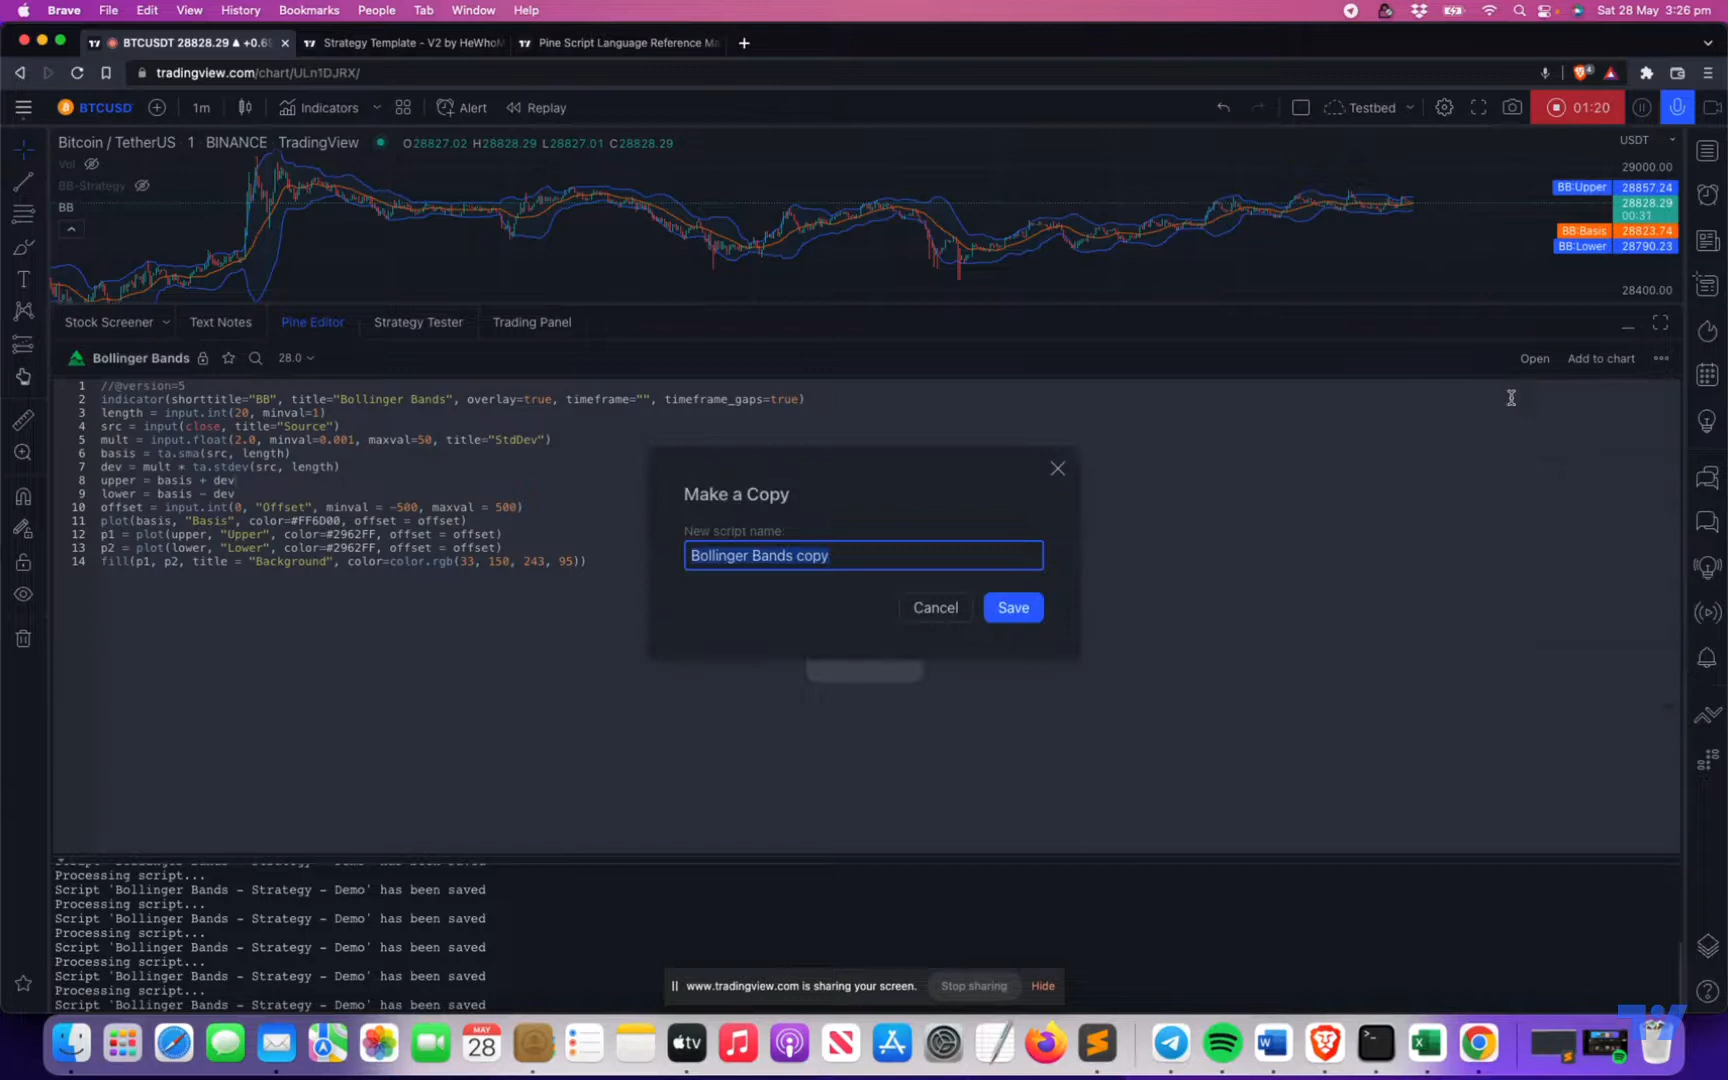 Brave File Edit View History Bookmarks People Tab Window Help Sat 28 May 3:26 pm
BTCUSDT 28828.29 ▲ +0.69 Strategy Template - V2 by HeWhoM Pine Script Language Reference Ma
tradingview.com/chart/ULn1DJRX/
BTCUSD 1m Indicators Alert Replay Testbed 01:20
Bitcoin / TetherUS 1 BINANCE TradingView O28827.02 H28828.29 L28827.01 C28828.29 USDT
Vol
29000.00
BB-Strategy
BB:Upper 28857.24
BB
28828.29
00:31
BB:Basis 28823.74
BB:Lower 28790.23
28400.00
Stock Screener Text Notes Pine Editor Strategy Tester Trading Panel
Bollinger Bands 28.0 Open Add to chart
1 //@version=5
2 indicator(shorttitle="BB", title="Bollinger Bands", overlay=true, timeframe="", timeframe_gaps=true)
3 length = input.int(20, minval=1)
4 src = input(close, title="Source")
5 mult = input.float(2.0, minval=0.001, maxval=50, title="StdDev")
6 basis = ta.sma(src, length)
7 dev = mult * ta.stdev(src, length)
8 upper = basis + dev
9 lower = basis - dev
10 offset = input.int(0, "Offset", minval = -500, maxval = 500)
11 plot(basis, "Basis", color=#FF6D00, offset = offset)
12 p1 = plot(upper, "Upper", color=#2962FF, offset = offset)
13 p2 = plot(lower, "Lower", color=#2962FF, offset = offset)
14 fill(p1, p2, title = "Background", color=color.rgb(33, 150, 243, 95))
Make a Copy
New script name:
Bollinger Bands copy
Cancel Save
Script 'Bollinger Bands - Strategy - Demo' has been saved
Processing script...
Script 'Bollinger Bands - Strategy - Demo' has been saved
Processing script...
Script 'Bollinger Bands - Strategy - Demo' has been saved
Processing script...
Script 'Bollinger Bands - Strategy - Demo' has been saved
Processing script...
Script 'Bollinger Bands - Strategy - Demo' has been saved
Processing script...
Script 'Bollinger Bands - Strategy - Demo' has been saved
www.tradingview.com is sharing your screen. Stop sharing Hide
MAY
28
tv